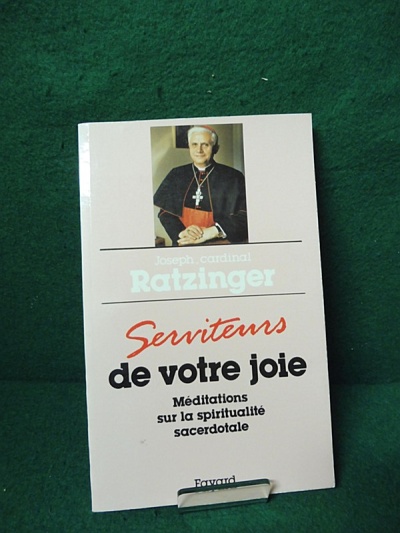 Joseph, cardinal
Ratzinger
Serviteurs
de votre joie
Méditations
sur la spiritualité
sacerdotale
Fayard